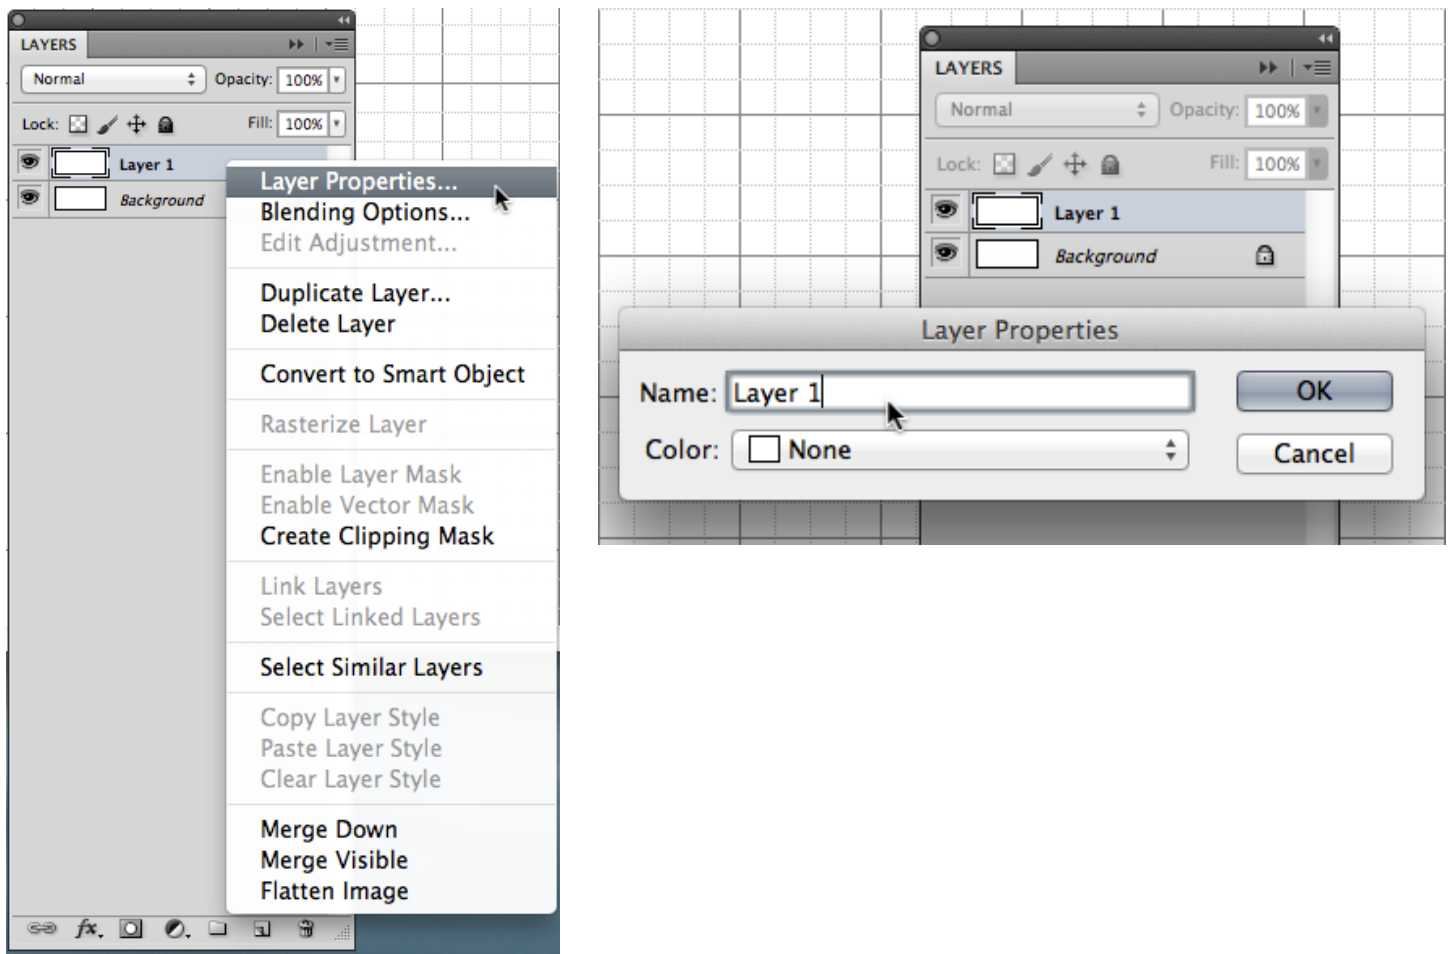 LAYERS
Normal Opacity: 100%
Lock: Fill: 100%
Layer 1
Background
Layer Properties...
Blending Options...
Edit Adjustment...
Duplicate Layer...
Delete Layer
Convert to Smart Object
Rasterize Layer
Enable Layer Mask
Enable Vector Mask
Create Clipping Mask
Link Layers
Select Linked Layers
Select Similar Layers
Copy Layer Style
Paste Layer Style
Clear Layer Style
Merge Down
Merge Visible
Flatten Image
fx.
LAYERS
Normal Opacity: 100%
Lock: Fill: 100%
Layer 1
Background
Layer Properties
Name: Layer 1 OK
Color: None Cancel